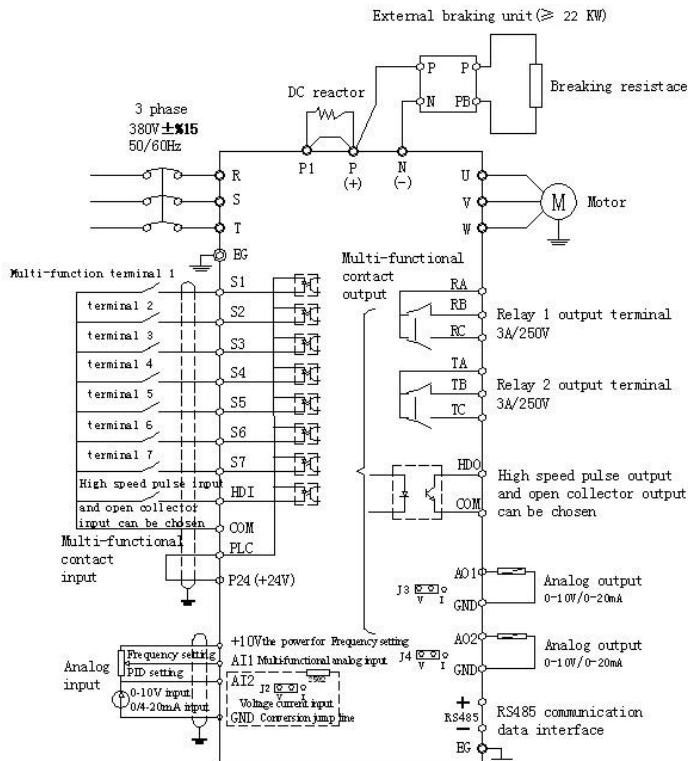 External braking unit(≥ 22 KW)
P P
N PB
Breaking resistace
DC reactor
3 phase
380V±%15
50/60Hz
P1 P N
(+) (-)
R
S
T
EG
U
V
W
M
Motor
Multi-function terminal 1
terminal 2
terminal 3
terminal 4
terminal 5
terminal 6
terminal 7
High speed pulse input
and open collector
input can be chosen
Multi-functional
contact
input
S1
S2
S3
S4
S5
S6
S7
HDI
COM
PLC
P24(+24V)
Multi-functional
contact
output
RA
RB
RC
Relay 1 output terminal
3A/250V
TA
TB
TC
Relay 2 output terminal
3A/250V
HDO
COM
High speed pulse output
and open collector output
can be chosen
J3
V I
AO1
GND
Analog output
0-10V/0-20mA
J4
V I
AO2
GND
Analog output
0-10V/0-20mA
+
RS485
−
RS485 communication
data interface
EG
Analog
input
Frequency setting
PID setting
0-10V input
0/4-20mA input
+10Vthe power for Frequency setting
AI1 Multifunctional analog input
AI2
J2
V I
Voltage current input
GND Conversion jump line